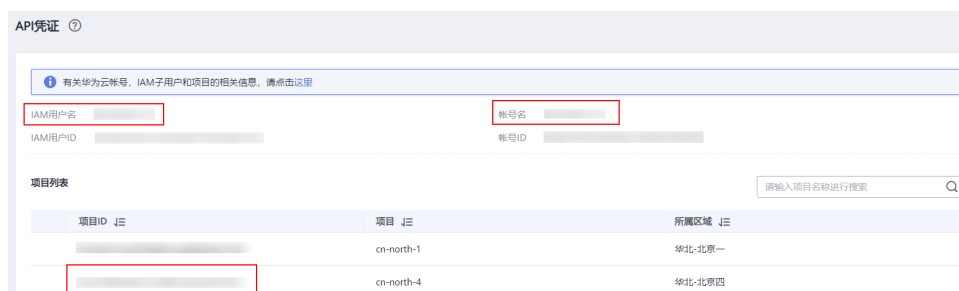 API凭证 ?
有关华为云帐号，IAM子用户和项目的相关信息，请点击这里
IAM用户名 帐号名
IAM用户ID 帐号ID
项目列表 请输入项目名称进行搜索
项目ID 项目 所属区域
cn-north-1 华北-北京一
cn-north-4 华北-北京四